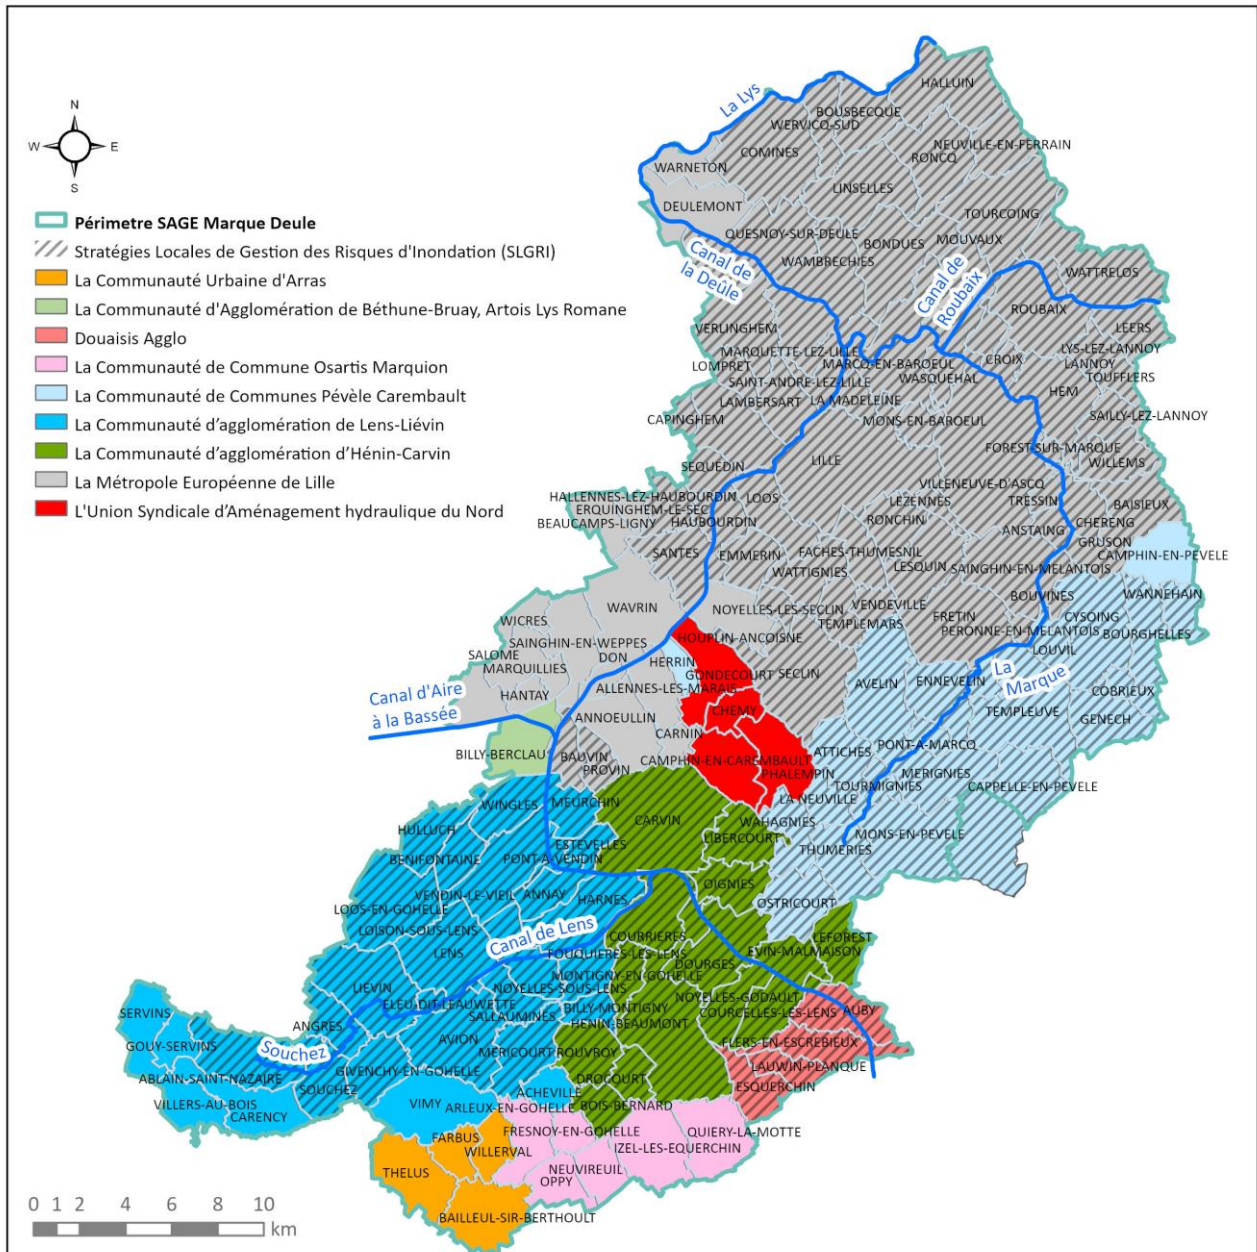 N
W
E
S
Périmetre SAGE Marque Deule
Stratégies Locales de Gestion des Risques d'Inondation (SLGRI)
La Communauté Urbaine d'Arras
La Communauté d'Agglomération de Béthune-Bruay, Artois Lys Romane
Douaisis Agglo
La Communauté de Commune Osartis Marquion
La Communauté de Communes Pévèle Carembault
La Communauté d’agglomération de Lens-Liévin
La Communauté d’agglomération d’Hénin-Carvin
La Métropole Européenne de Lille
L'Union Syndicale d’Aménagement hydraulique du Nord
HALLUIN
La Lys
BOUSBECQUE
WERVICQ-SUD
NEUVILLE-EN-FERRAIN
COMINES
RONCQ
WARNETON
LINSELLES
DEULEMONT
TOURCOING
QUESNOY-SUR-DEULE
MOUVAUX
BONDUES
Canal de
la Deûle
WAMBRECHIES
Canal de
Roubaix
WATTRELOS
ROUBAIX
VERLINGHEM
LEERS
MARQUETTE-LEZ-LILLE
LYS-LEZ-LANNOY
LOMPRET
MARCQ-EN-BAROEUL
CROIX
LANNOY
SAINT-ANDRE-LEZ-LILLE
WASQUEHAL
TOUFFLERS
HEM
LAMBERSART
LA MADELEINE
CAPINGHEM
MONS-EN-BAROEUL
SAILLY-LEZ-LANNOY
FOREST-SUR-MARQUE
SEQUEDIN
LILLE
WILLEMS
VILLENEUVE-D'ASCQ
HALLENNES-LEZ-HAUBOURDIN
LOOS
LEZENNES
TRESSIN
BAISIEUX
ERQUINGHEM-LE-SEC
BEAUCAMPS-LIGNY
HAUBOURDIN
RONCHIN
ANSTAING
CHERENG
GRUSON
SANTES
EMMERIN
FACHES-THUMESNIL
CAMPHIN-EN-PEVELE
WATTIGNIES
LESQUIN
SAINGHIN-EN-MELANTOIS
BOUVINES
WANNEHAIN
WAVRIN
NOYELLES-LES-SECLIN
VENDEVILLE
WICRES
TEMPLEMARS
FRETIN
CYSOING
PERONNE-EN-MELANTOIS
BOURGHELLES
SAINGHIN-EN-WEPPES
HOUPLIN-ANCOISNE
LOUVIL
SALOME
DON
HERRIN
MARQUILLIES
GONDECOURT
SECLIN
La
Marque
AVELIN
ENNEVELIN
Canal d'Aire
à la Bassée
HANTAY
ALLENNES-LES-MARAIS
COBRIEUX
CHEMY
TEMPLEUVE
ANNOEULLIN
GENECH
CARNIN
BILLY-BERCLAU
BAUVIN
ATTICHES
PONT-A-MARCQ
PROVIN
CAMPHIN-EN-CAREMBAULT
PHALEMPIN
MERIGNIES
TOURMIGNIES
CAPPELLE-EN-PEVELE
WINGLES
MEURCHIN
LA NEUVILLE
CARVIN
WAHAGNIES
HULLUCH
LIBERCOURT
MONS-EN-PEVELE
ESTEVELLES
THUMERIES
BENIFONTAINE
PONT-A-VENDIN
OIGNIES
VENDIN-LE-VIEIL
ANNAY
HARNES
OSTRICOURT
LOOS-EN-GOHELLE
LOISON-SOUS-LENS
Canal de Lens
COURRIERES
LEFOREST
LENS
FOUQUIERES-LES-LENS
EVIN-MALMAISON
DOURGES
MONTIGNY-EN-GOHELLE
LIEVIN
NOYELLES-SOUS-LENS
NOYELLES-GODAULT
ELEU-DIT-LEAUWETTE
BILLY-MONTIGNY
COURCELLES-LES-LENS
AUBY
SERVINS
SALLAUMINES
ANGRES
HENIN-BEAUMONT
GOUY-SERVINS
Souchez
AVION
FLERS-EN-ESCREBIEUX
MERICOURT
ROUVROY
LAUWIN-PLANQUE
GIVENCHY-EN-GOHELLE
ABLAIN-SAINT-NAZAIRE
DROCOURT
ESQUERCHIN
SOUCHEZ
ACHEVILLE
VILLERS-AU-BOIS
VIMY
ARLEUX-EN-GOHELLE
BOIS-BERNARD
CARENCY
FRESNOY-EN-GOHELLE
QUIERY-LA-MOTTE
FARBUS
WILLERVAL
IZEL-LES-EQUERCHIN
NEUVIREUIL
THELUS
OPPY
BAILLEUL-SIR-BERTHOULT
0 1 2 4 6 8 10
km